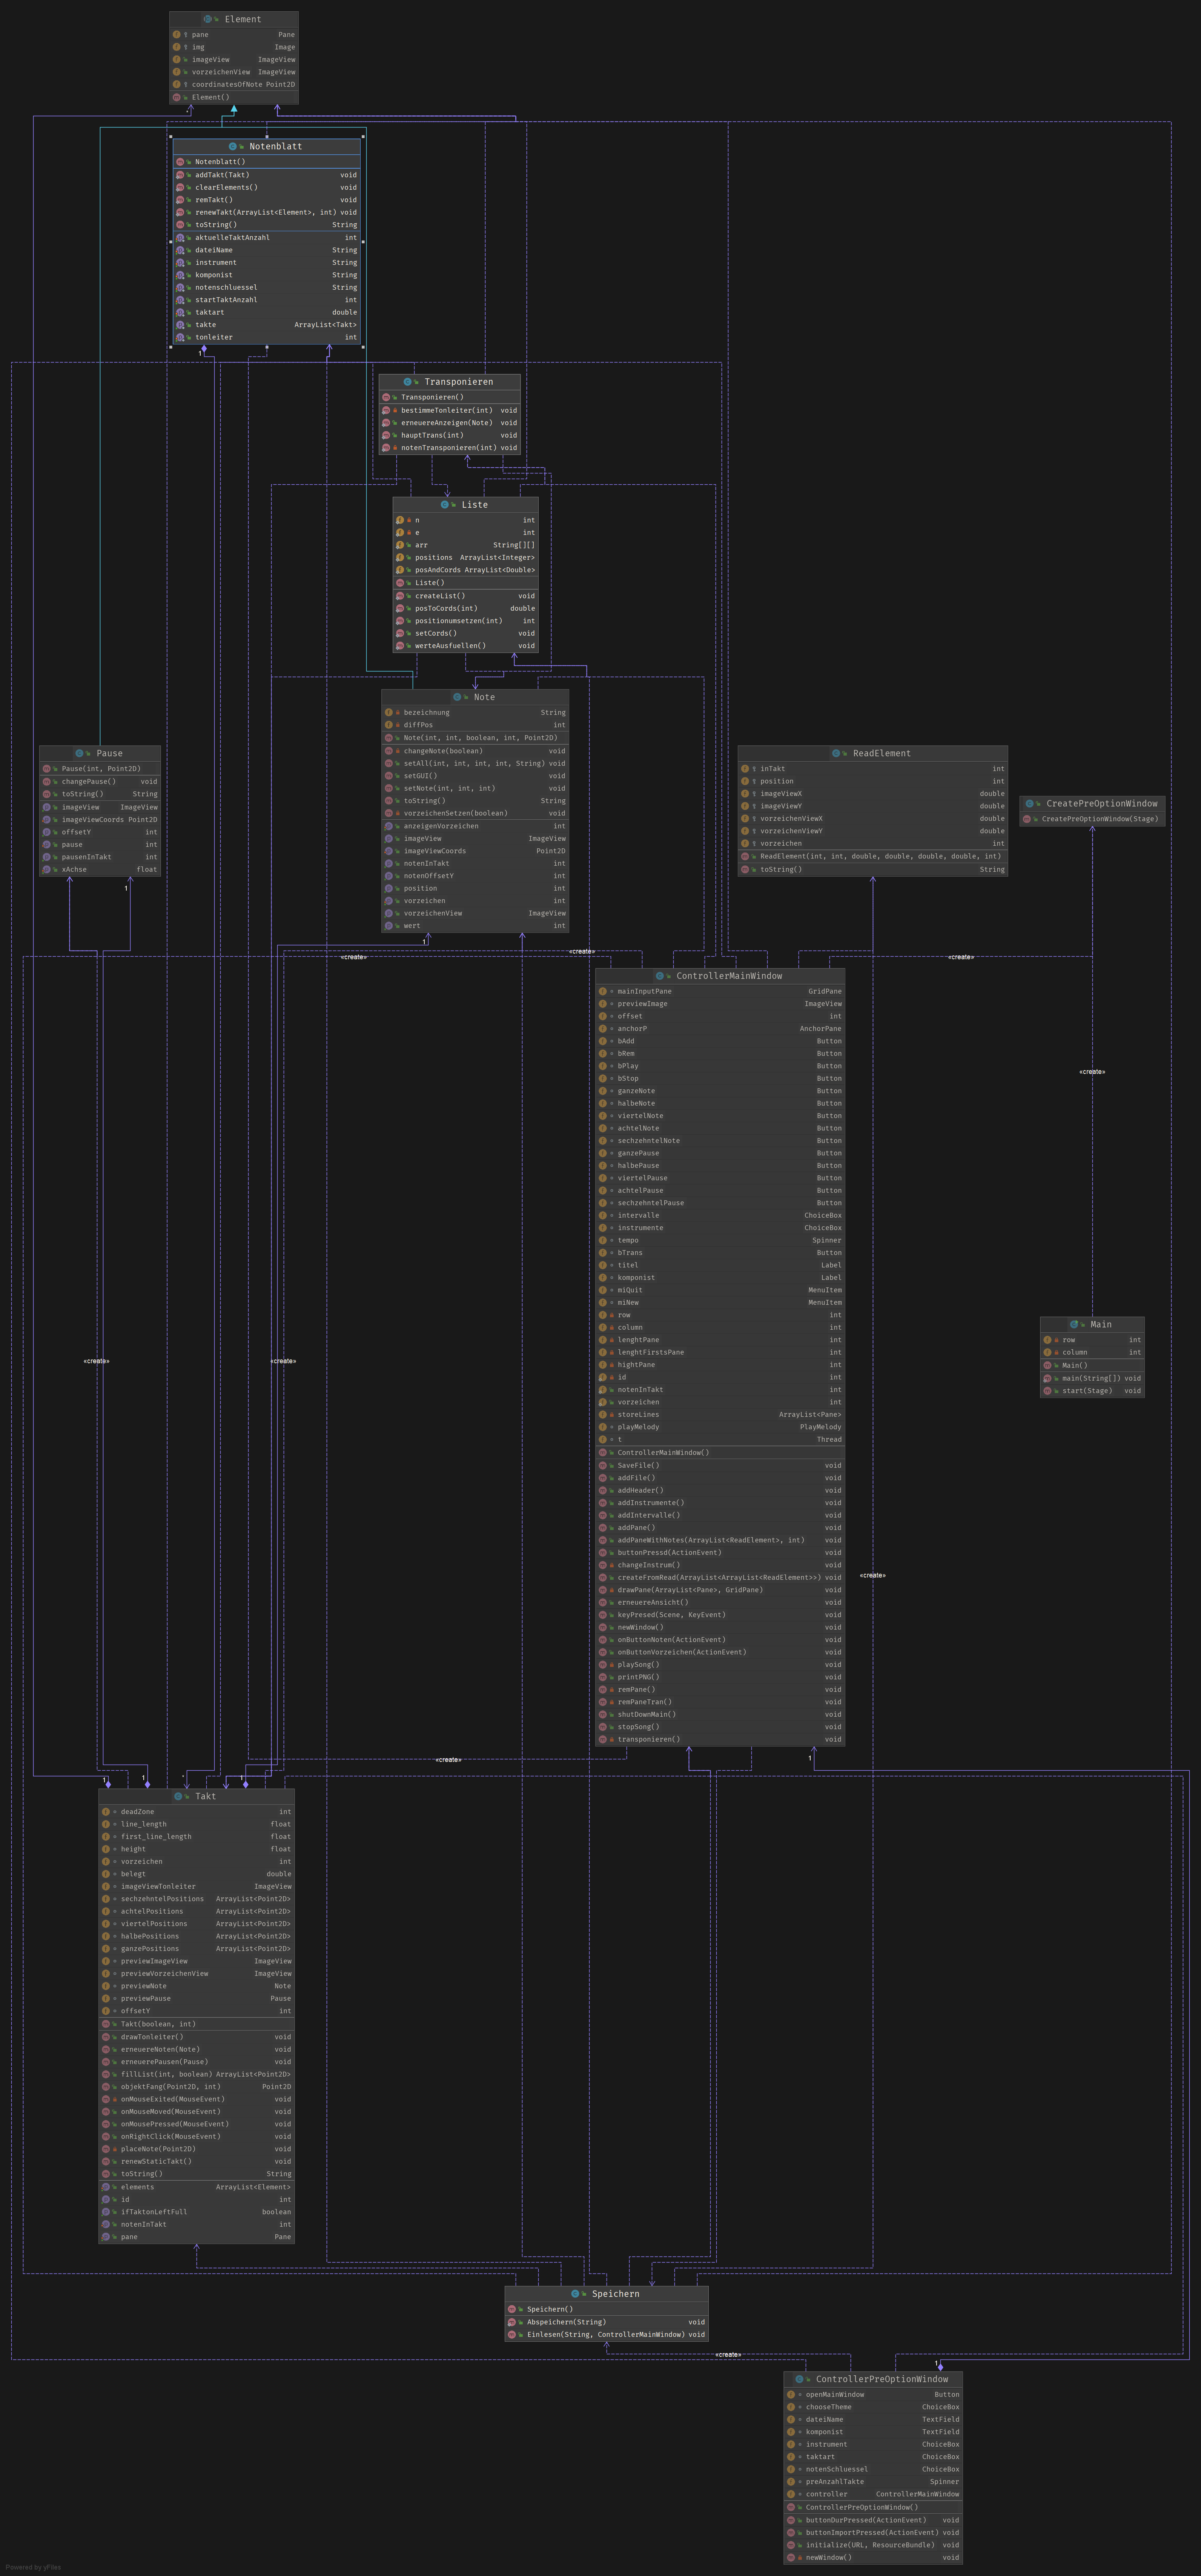 Element
pane Pane
img Image
imageView ImageView
vorzeichenView ImageView
coordinatesOfNote Point2D
Element()
*
Notenblatt
Notenblatt()
addTakt(Takt) void
clearElements() void
remTakt() void
renewTakt(ArrayList<Element>, int) void
toString() String
aktuelleTaktAnzahl int
dateiName String
instrument String
komponist String
notenschluessel String
startTaktAnzahl int
taktart double
takte ArrayList<Takt>
tonleiter int
1
Transponieren
Transponieren()
bestimmeTonleiter(int) void
erneuereAnzeigen(Note) void
hauptTrans(int) void
notenTransponieren(int) void
Liste
n int
e int
arr String[][]
positions ArrayList<Integer>
posAndCords ArrayList<Double>
Liste()
createList() void
posToCords(int) double
positionumsetzen(int) int
setCords() void
werteAusfuellen() void
Note
bezeichnung String
diffPos int
Note(int, int, boolean, int, Point2D)
changeNote(boolean) void
setAll(int, int, int, int, String) void
setGUI() void
setNote(int, int, int) void
toString() String
vorzeichenSetzen(boolean) void
anzeigenVorzeichen int
imageView ImageView
imageViewCoords Point2D
notenInTakt int
notenOffsetY int
position int
vorzeichen int
vorzeichenView ImageView
wert int
1
Pause
Pause(int, Point2D)
changePause() void
toString() String
imageView ImageView
imageViewCoords Point2D
offsetY int
pause int
pausenInTakt int
xAchse float
1
ReadElement
inTakt int
position int
imageViewX double
imageViewY double
vorzeichenViewX double
vorzeichenViewY double
vorzeichen int
ReadElement(int, int, double, double, double, double, int)
toString() String
CreatePreOptionWindow
CreatePreOptionWindow(Stage)
«create»
«create»
«create»
«create»
ControllerMainWindow
mainInputPane GridPane
previewImage ImageView
offset int
anchorP AnchorPane
bAdd Button
bRem Button
bPlay Button
bStop Button
ganzeNote Button
halbeNote Button
viertelNote Button
achtelNote Button
sechzehntelNote Button
ganzePause Button
halbePause Button
viertelPause Button
achtelPause Button
sechzehntelPause Button
intervalle ChoiceBox
instrumente ChoiceBox
tempo Spinner
bTrans Button
titel Label
komponist Label
miQuit MenuItem
miNew MenuItem
row int
column int
lenghtPane int
lenghtFirstsPane int
hightPane int
id int
notenInTakt int
vorzeichen int
storeLines ArrayList<Pane>
playMelody PlayMelody
t Thread
ControllerMainWindow()
SaveFile() void
addFile() void
addHeader() void
addInstrumente() void
addIntervalle() void
addPane() void
addPaneWithNotes(ArrayList<ReadElement>, int) void
buttonPressd(ActionEvent) void
changeInstrum() void
createFromRead(ArrayList<ArrayList<ReadElement>>) void
drawPane(ArrayList<Pane>, GridPane) void
erneuereAnsicht() void
keyPresed(Scene, KeyEvent) void
newWindow() void
onButtonNoten(ActionEvent) void
onButtonVorzeichen(ActionEvent) void
playSong() void
printPNG() void
remPane() void
remPaneTran() void
shutDownMain() void
stopSong() void
transponieren() void
Main
row int
column int
Main()
main(String[]) void
start(Stage) void
«create»
«create»
«create»
«create»
1
1
1
*
1
Takt
deadZone int
line_length float
first_line_length float
height float
vorzeichen int
belegt double
imageViewTonleiter ImageView
sechzehntelPositions ArrayList<Point2D>
achtelPositions ArrayList<Point2D>
viertelPositions ArrayList<Point2D>
halbePositions ArrayList<Point2D>
ganzePositions ArrayList<Point2D>
previewImageView ImageView
previewVorzeichenView ImageView
previewNote Note
previewPause Pause
offsetY int
Takt(boolean, int)
drawTonleiter() void
erneuereNoten(Note) void
erneuerePausen(Pause) void
fillList(int, boolean) ArrayList<Point2D>
objektFang(Point2D, int) Point2D
onMouseExited(MouseEvent) void
onMouseMoved(MouseEvent) void
onMousePressed(MouseEvent) void
onRightClick(MouseEvent) void
placeNote(Point2D) void
renewStaticTakt() void
toString() String
elements ArrayList<Element>
id int
ifTaktonLeftFull boolean
notenInTakt int
pane Pane
Speichern
Speichern()
Abspeichern(String) void
Einlesen(String, ControllerMainWindow) void
«create»
1
ControllerPreOptionWindow
openMainWindow Button
chooseTheme ChoiceBox
dateiName TextField
komponist TextField
instrument ChoiceBox
taktart ChoiceBox
notenSchluessel ChoiceBox
preAnzahlTakte Spinner
controller ControllerMainWindow
ControllerPreOptionWindow()
buttonDurPressed(ActionEvent) void
buttonImportPressed(ActionEvent) void
initialize(URL, ResourceBundle) void
newWindow() void
Powered by yFiles